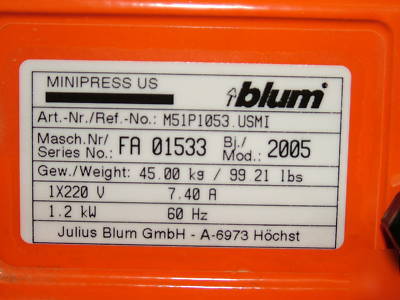 MINIPRESS US
blum
Art.-Nr./Ref.-No.: M51P1053.USMI
Masch.Nr/ Series No.: FA 01533 Bj./ Mod.: 2005
Gew./Weight: 45.00 kg / 99 21 lbs
1X220 V 7.40 A
1.2 kW 60 Hz
Julius Blum GmbH - A-6973 Höchst